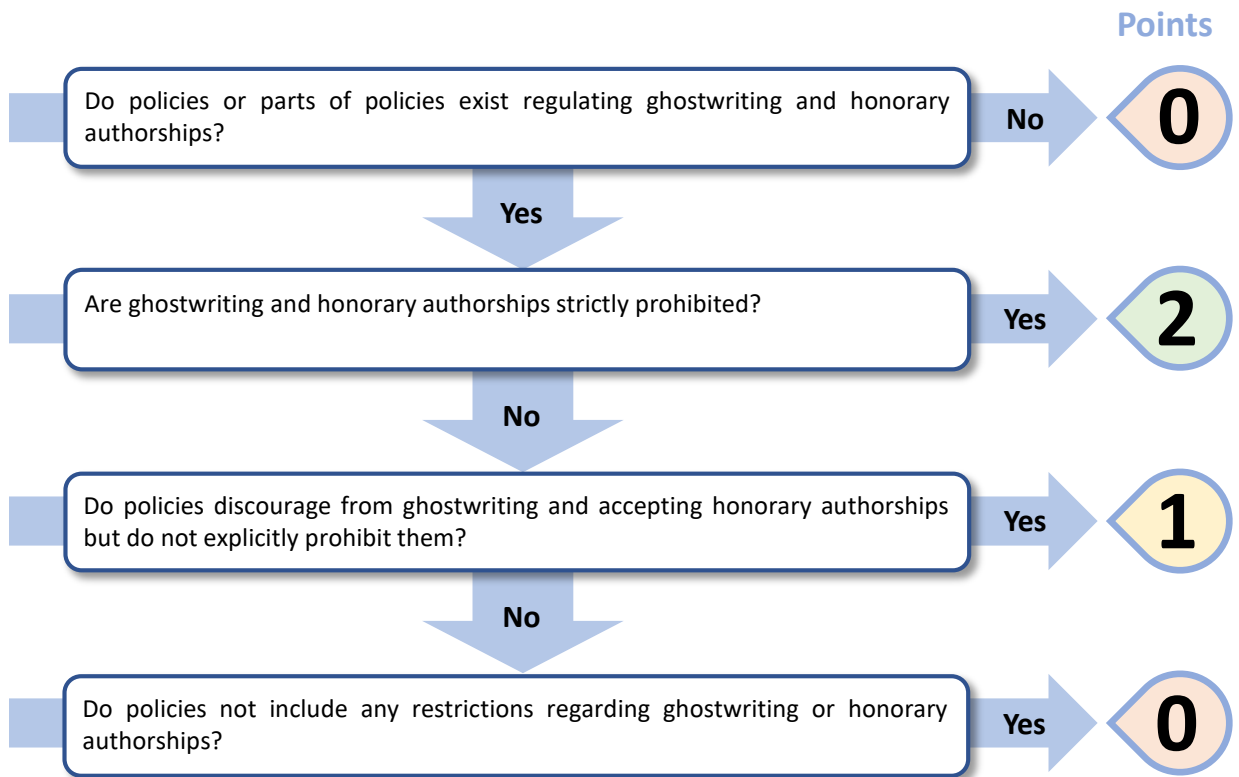 Points
Do policies or parts of policies exist regulating ghostwriting and honorary
authorships?
No
0
Yes
Are ghostwriting and honorary authorships strictly prohibited?
Yes
2
No
Do policies discourage from ghostwriting and accepting honorary authorships
but do not explicitly prohibit them?
Yes
1
No
Do policies not include any restrictions regarding ghostwriting or honorary
authorships?
Yes
0